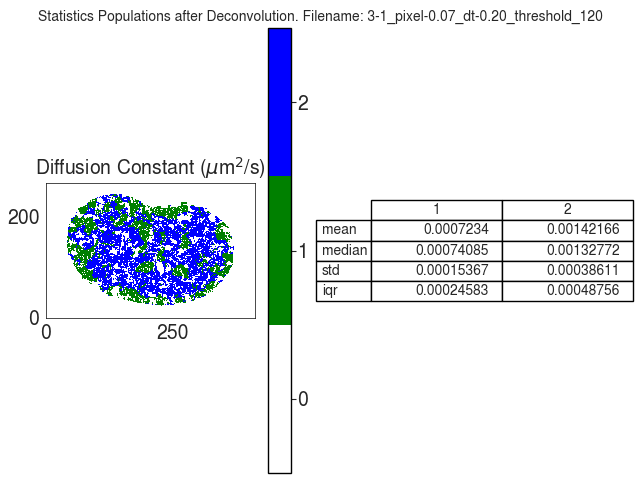 Statistics Populations after Deconvolution. Filename: 3-1_pixel-0.07_dt-0.20_threshold_120
Diffusion Constant (μm²/s)
200
0
0
250
2
1
0
1 2
mean 0.0007234 0.00142166
median 0.00074085 0.00132772
std 0.00015367 0.00038611
iqr 0.00024583 0.00048756